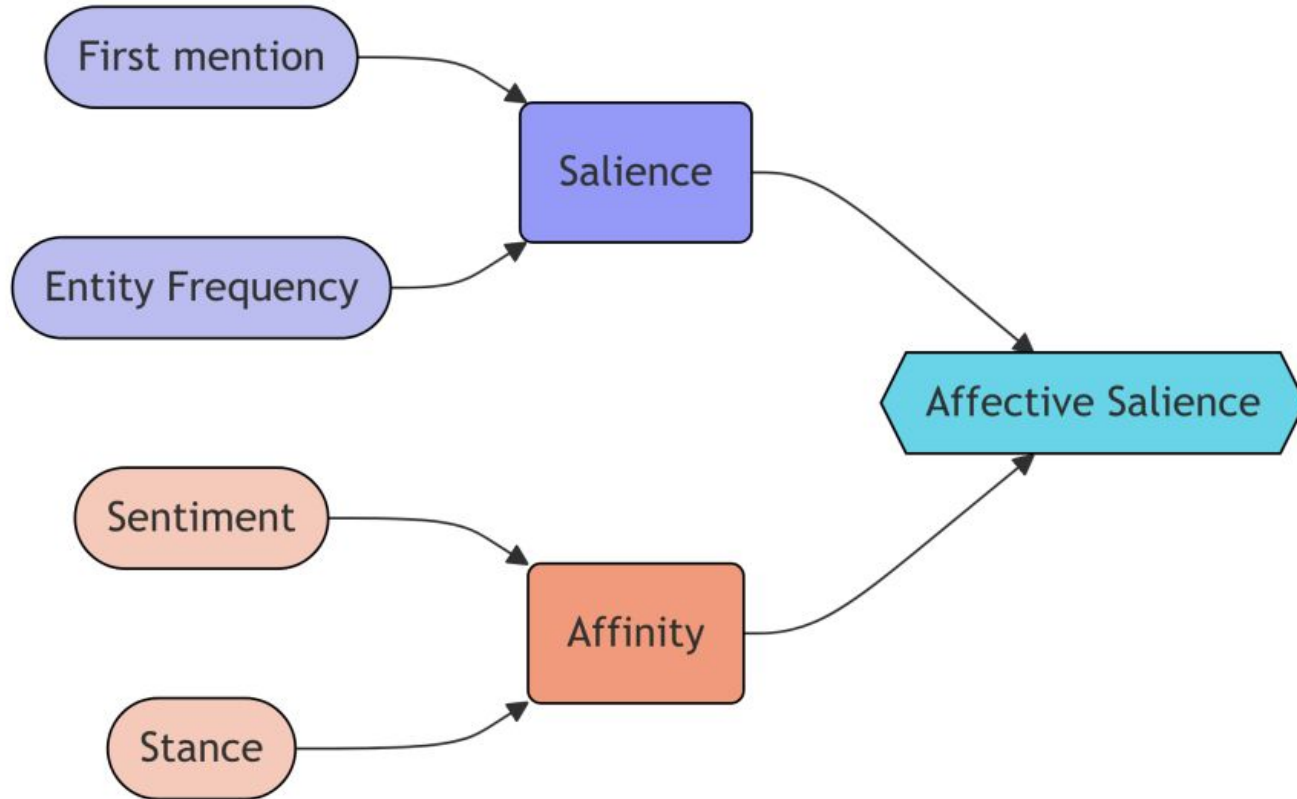 First mention
Entity Frequency
Salience
Affective Salience
Sentiment
Stance
Affinity